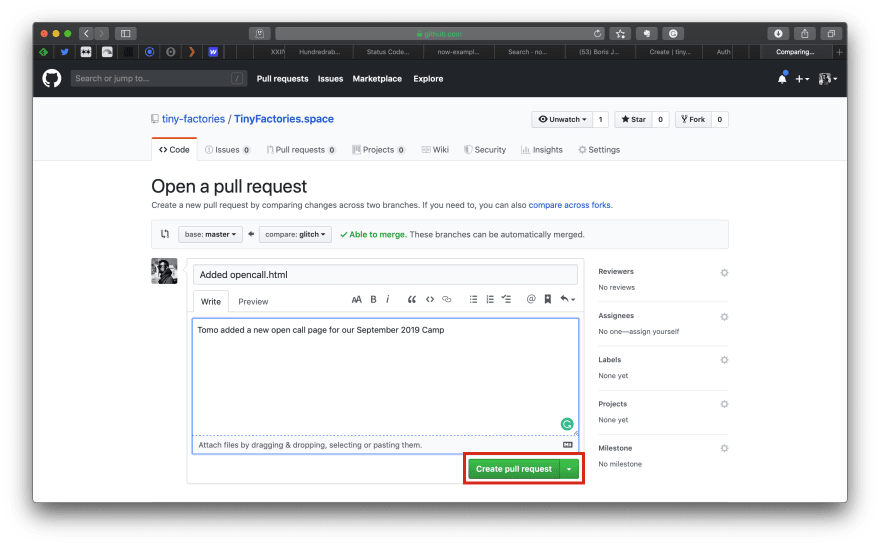 github.com
XXIN Hundredrab... Status Code... now-exampl... Search - no... (53) Boris J... Create | tiny... Auth Comparing...
Search or jump to... / Pull requests Issues Marketplace Explore
tiny-factories / TinyFactories.space Unwatch 1 Star 0 Fork 0
Code Issues 0 Pull requests 0 Projects 0 Wiki Security Insights Settings
Open a pull request
Create a new pull request by comparing changes across two branches. If you need to, you can also compare across forks.
base: master compare: glitch Able to merge. These branches can be automatically merged.
Added opencall.html
Write Preview
Tomo added a new open call page for our September 2019 Camp
Attach files by dragging & dropping, selecting or pasting them.
Create pull request
Reviewers
No reviews
Assignees
No one—assign yourself
Labels
None yet
Projects
None yet
Milestone
No milestone